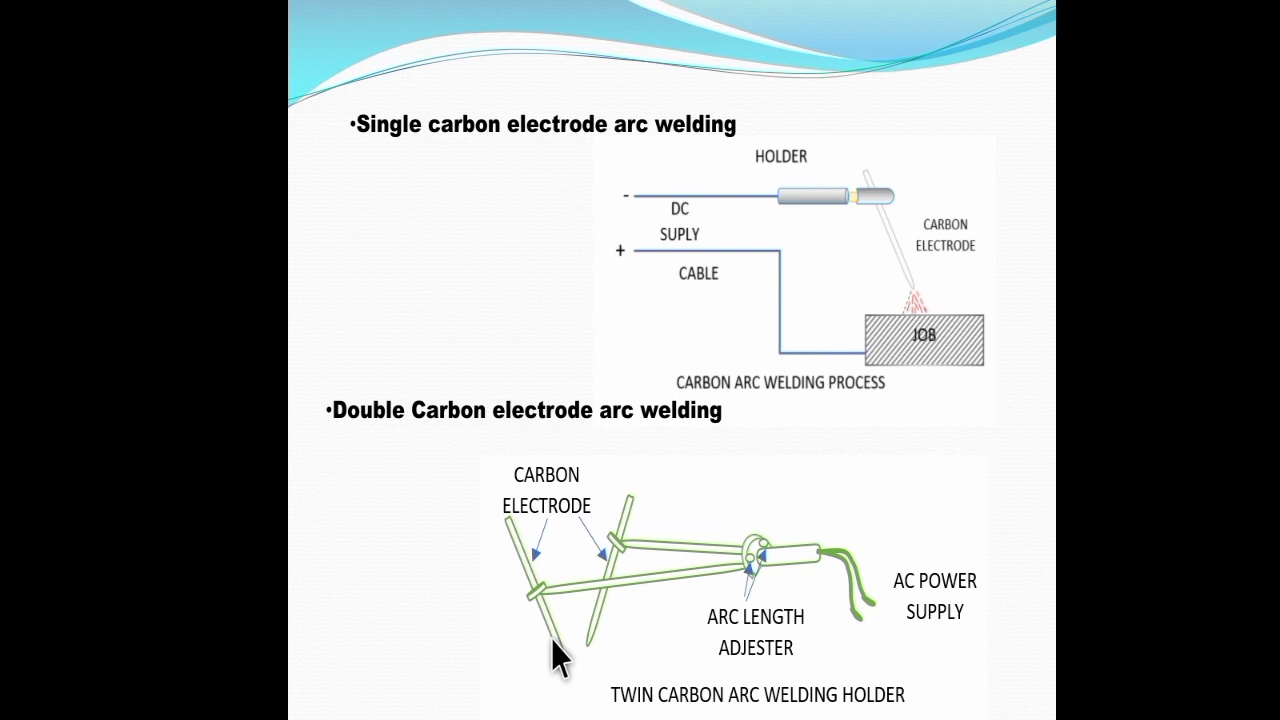 •Single carbon electrode arc welding
HOLDER
-
DC
SUPLY
+
CABLE
CARBON
ELECTRODE
JOB
CARBON ARC WELDING PROCESS
•Double Carbon electrode arc welding
CARBON
ELECTRODE
AC POWER
SUPPLY
ARC LENGTH
ADJESTER
TWIN CARBON ARC WELDING HOLDER